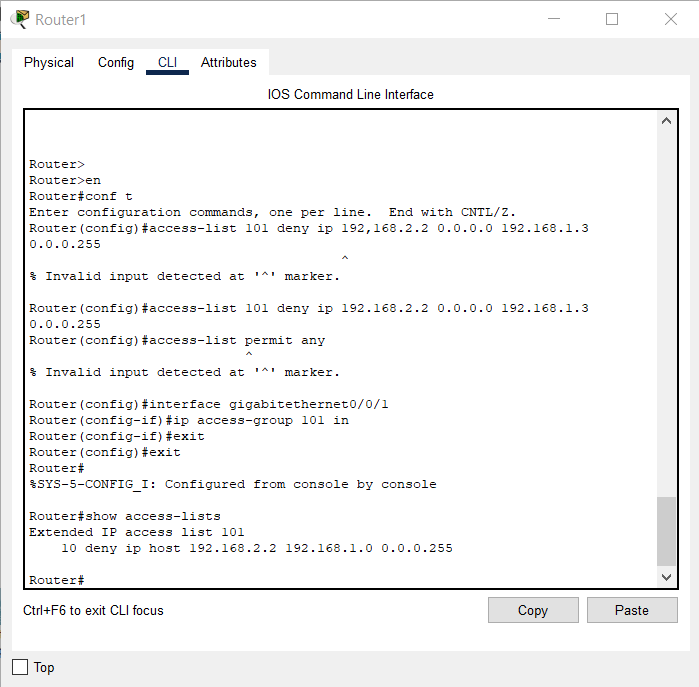 Router1
Physical Config CLI Attributes
IOS Command Line Interface
Router>
Router>en
Router#conf t
Enter configuration commands, one per line.  End with CNTL/Z.
Router(config)#access-list 101 deny ip 192,168.2.2 0.0.0.0 192.168.1.3
0.0.0.255
^
% Invalid input detected at '^' marker.
Router(config)#access-list 101 deny ip 192.168.2.2 0.0.0.0 192.168.1.3
0.0.0.255
Router(config)#access-list permit any
^
% Invalid input detected at '^' marker.
Router(config)#interface gigabitethernet0/0/1
Router(config-if)#ip access-group 101 in
Router(config-if)#exit
Router(config)#exit
Router#
%SYS-5-CONFIG_I: Configured from console by console
Router#show access-lists
Extended IP access list 101
10 deny ip host 192.168.2.2 192.168.1.0 0.0.0.255
Router#
Ctrl+F6 to exit CLI focus
Copy Paste
Top